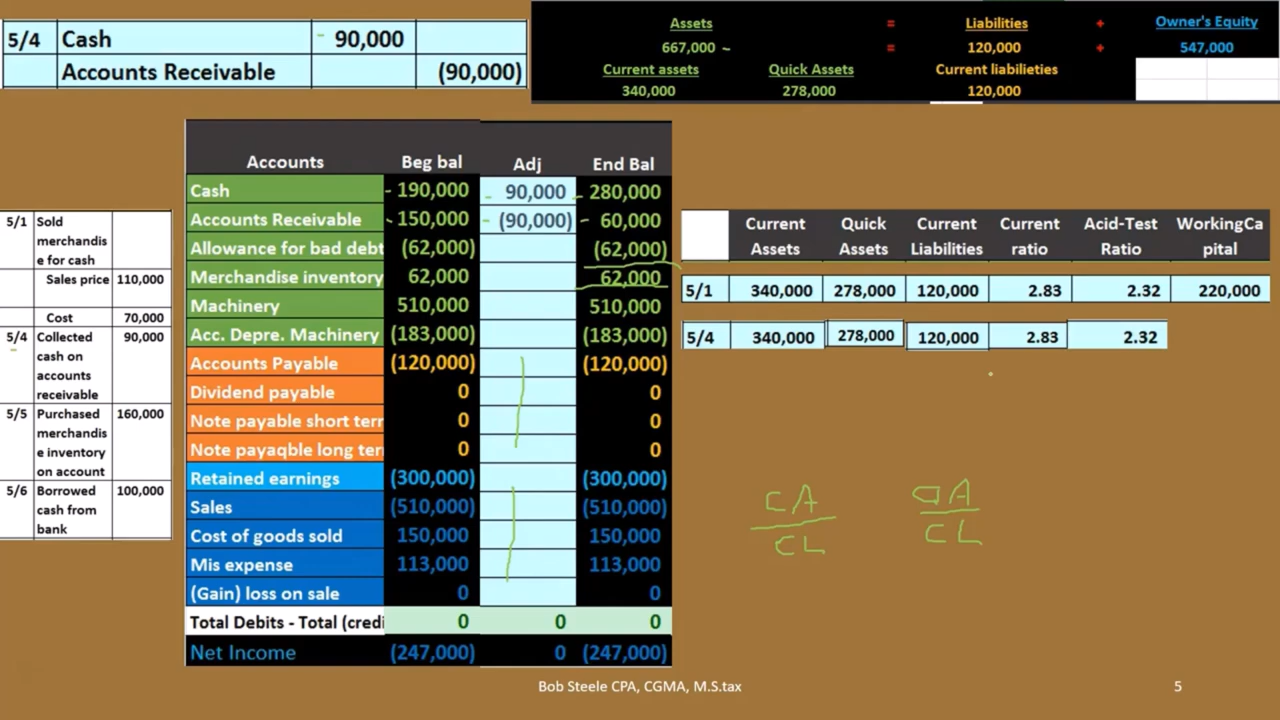 5/4 Cash 90,000
Accounts Receivable (90,000)
Assets = Liabilities + Owner's Equity
667,000 = 120,000 + 547,000
Current assets Quick Assets Current liabilieties
340,000 278,000 120,000
5/1 Sold
merchandis
e for cash
Sales price 110,000
Cost 70,000
5/4 Collected 90,000
cash on
accounts
receivable
5/5 Purchased 160,000
merchandis
e inventory
on account
5/6 Borrowed 100,000
cash from
bank
Accounts Beg bal Adj End Bal
Cash 190,000 90,000 280,000
Accounts Receivable 150,000 (90,000) 60,000
Allowance for bad debt (62,000) (62,000)
Merchandise inventory 62,000 62,000
Machinery 510,000 510,000
Acc. Depre. Machinery (183,000) (183,000)
Accounts Payable (120,000) (120,000)
Dividend payable 0 0
Note payable short terr 0 0
Note payaqble long ter 0 0
Retained earnings (300,000) (300,000)
Sales (510,000) (510,000)
Cost of goods sold 150,000 150,000
Mis expense 113,000 113,000
(Gain) loss on sale 0 0
Total Debits - Total (credi 0 0 0
Net Income (247,000) 0 (247,000)
Current Quick Current Current Acid-Test WorkingCa
Assets Assets Liabilities ratio Ratio pital
5/1 340,000 278,000 120,000 2.83 2.32 220,000
5/4 340,000 278,000 120,000 2.83 2.32
CA QA
CL CL
Bob Steele CPA, CGMA, M.S.tax 5